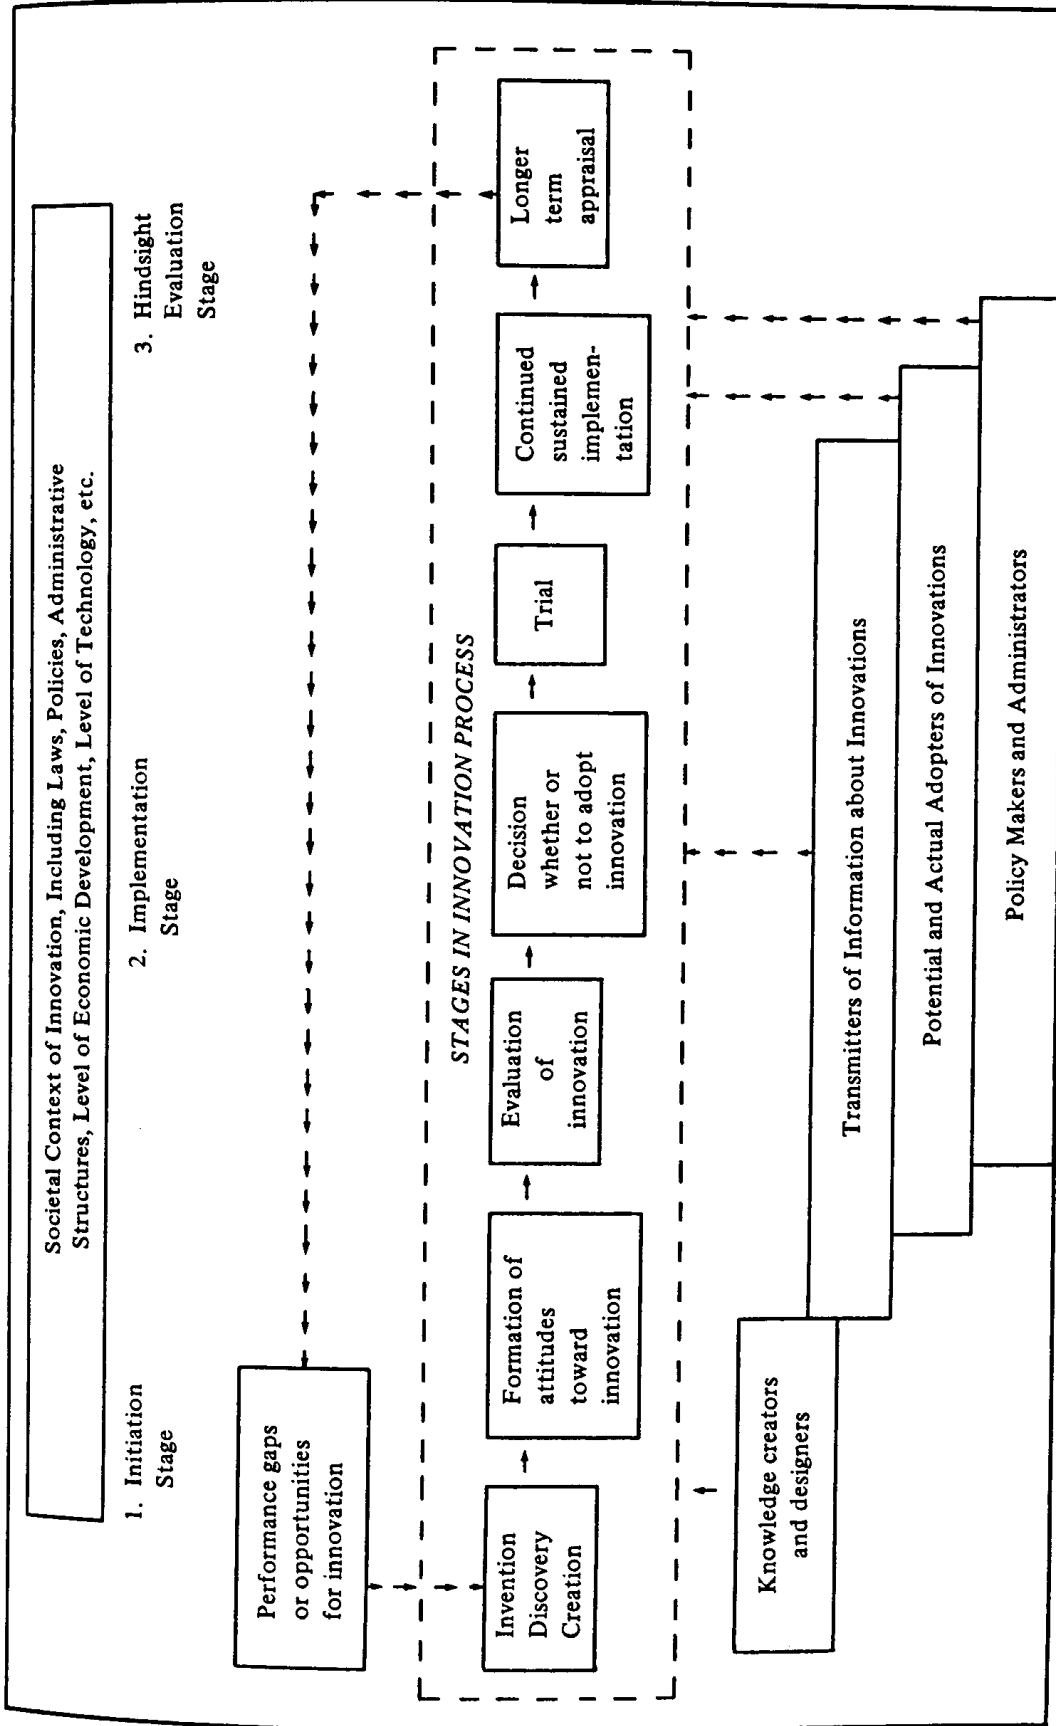 Societal Context of Innovation, Including Laws, Policies, Administrative
Structures, Level of Economic Development, Level of Technology, etc.
1. Initiation
Stage
2. Implementation
Stage
3. Hindsight
Evaluation
Stage
Performance gaps
or opportunities
for innovation
STAGES IN INNOVATION PROCESS
Invention
Discovery
Creation
Formation of
attitudes
toward
innovation
Evaluation
of
innovation
Decision
whether or
not to adopt
innovation
Trial
Continued
sustained
implemen-
tation
Longer
term
appraisal
Knowledge creators
and designers
Transmitters of Information about Innovations
Potential and Actual Adopters of Innovations
Policy Makers and Administrators